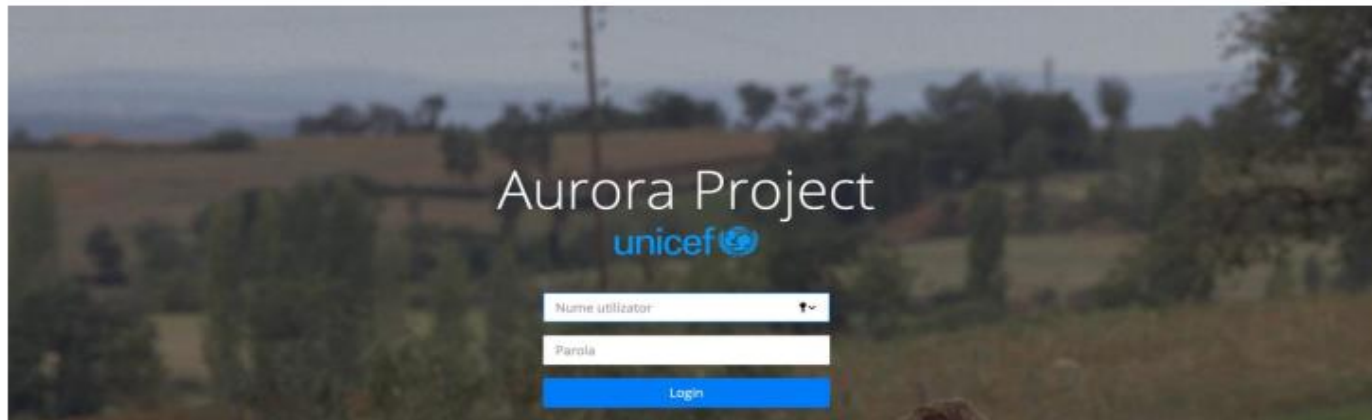 Aurora Project
unicef
Nume utilizator
Parola
Login